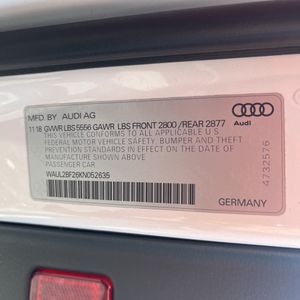 MFD. BY AUDI AG
11 18 GVWR LBS 5556 GAWR LBS FRONT 2800 /REAR 2877
THIS VEHICLE CONFORMS TO ALL APPLICABLE U.S.
FEDERAL MOTOR VEHICLE SAFETY, BUMPER AND THEFT
PREVENTION STANDARDS IN EFFECT ON THE DATE OF
MANUFACTURE SHOWN ABOVE.
PASSENGER CAR
WAUL2BF26KN052635
Audi
4732576
GERMANY